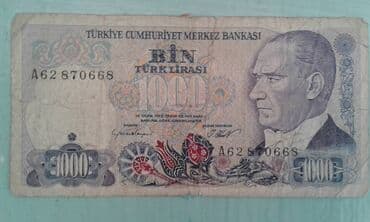 TÜRKİYE CUMHURİYET MERKEZ BANKASI
BİN
TÜRK LİRASI
A62 870668
1000
A62 870668
1000
1000